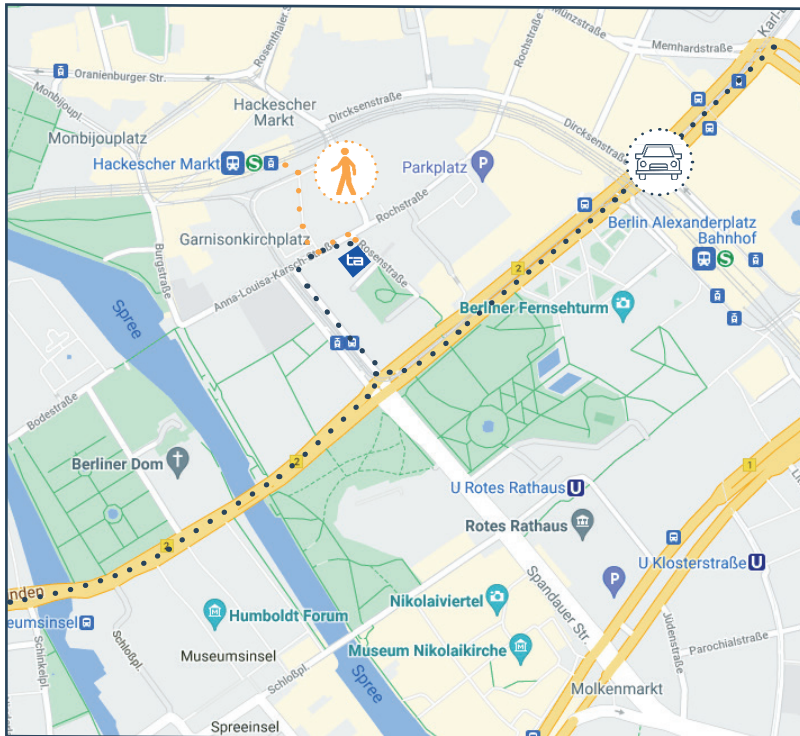 Karl-
Münzstraße
Memhardstraße
Rosenthaler S
Rochstraße
Oranienburger Str.
Monbijoupl.
Hackescher
Markt
Dircksenstraße
Dircksenstraße
Monbijouplatz
Hackescher Markt
S
Parkplatz
P
Rochstraße
Garnisonkirchplatz
Berlin Alexanderplatz
Bahnhof
S
Rosenstraße
ta
Burgstraße
Anna-Louisa-Karsch-Straße
2
Spree
Berliner Fernsehturm
Bodestraße
Berliner Dom
2
1
U Rotes Rathaus
U
Rotes Rathaus
2
U Klosterstraße
U
P
nden
Spandauer Str.
Nikolaiviertel
Humboldt Forum
eumsinsel
Schloßpl.
Schinkelpl.
Jüdenstraße
Parochialstraße
Museumsinsel
Museum Nikolaikirche
Schloßpl.
Spree
Molkenmarkt
Spreeinsel